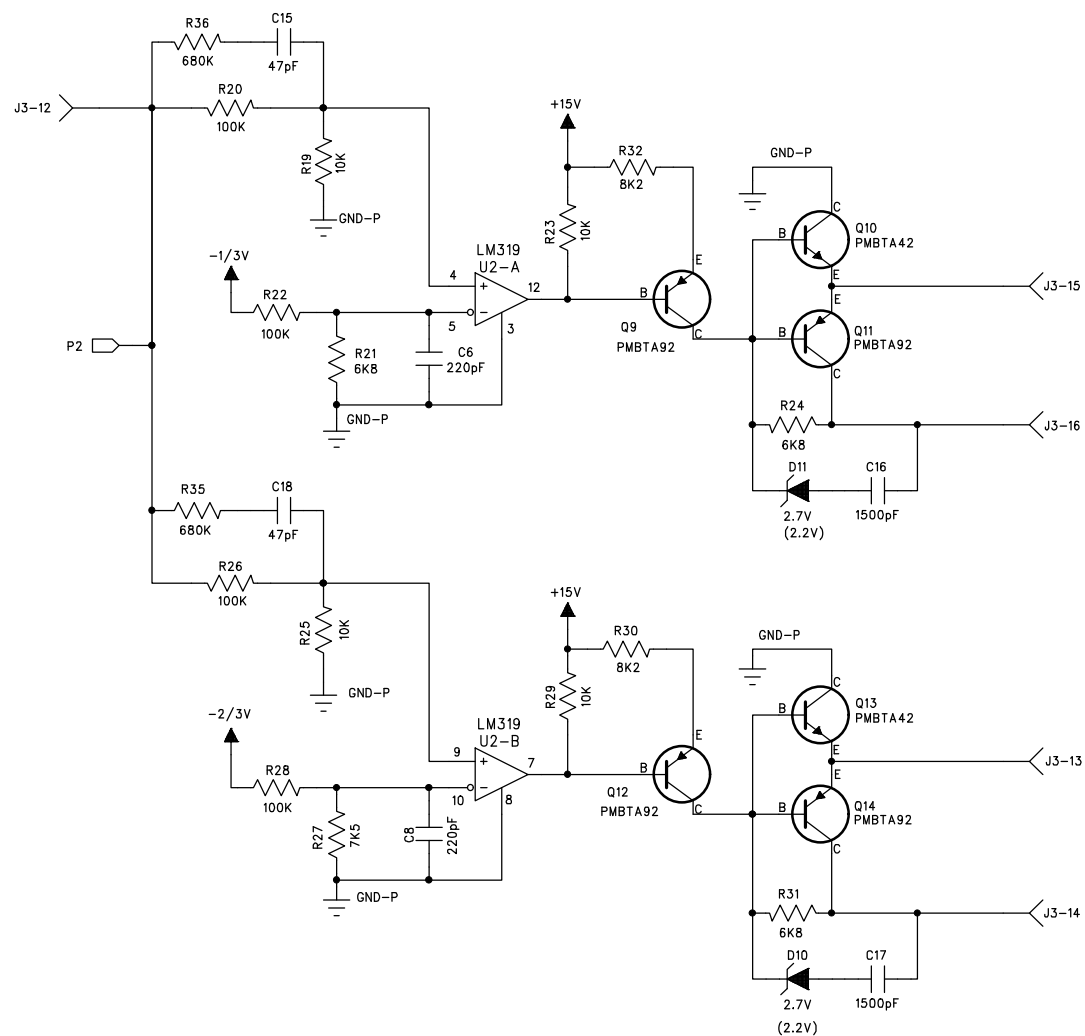 R36
680K
C15
47pF
J3-12
R20
100K
R19
10K
GND-P
+15V
R32
8K2
R23
10K
GND-P
C
B
Q10
PMBTA42
E
J3-15
-1/3V
R22
100K
LM319
U2-A
4
+
12
5
-
3
R21
6K8
C6
220pF
GND-P
E
B
C
Q9
PMBTA92
E
B
Q11
PMBTA92
C
P2
R24
6K8
J3-16
D11
2.7V
(2.2V)
C16
1500pF
R35
680K
C18
47pF
R26
100K
R25
10K
GND-P
+15V
R30
8K2
R29
10K
GND-P
C
B
Q13
PMBTA42
E
J3-13
-2/3V
R28
100K
LM319
U2-B
9
+
7
10
-
8
R27
7K5
C8
220pF
GND-P
E
B
C
Q12
PMBTA92
E
B
Q14
PMBTA92
C
R31
6K8
J3-14
D10
2.7V
(2.2V)
C17
1500pF